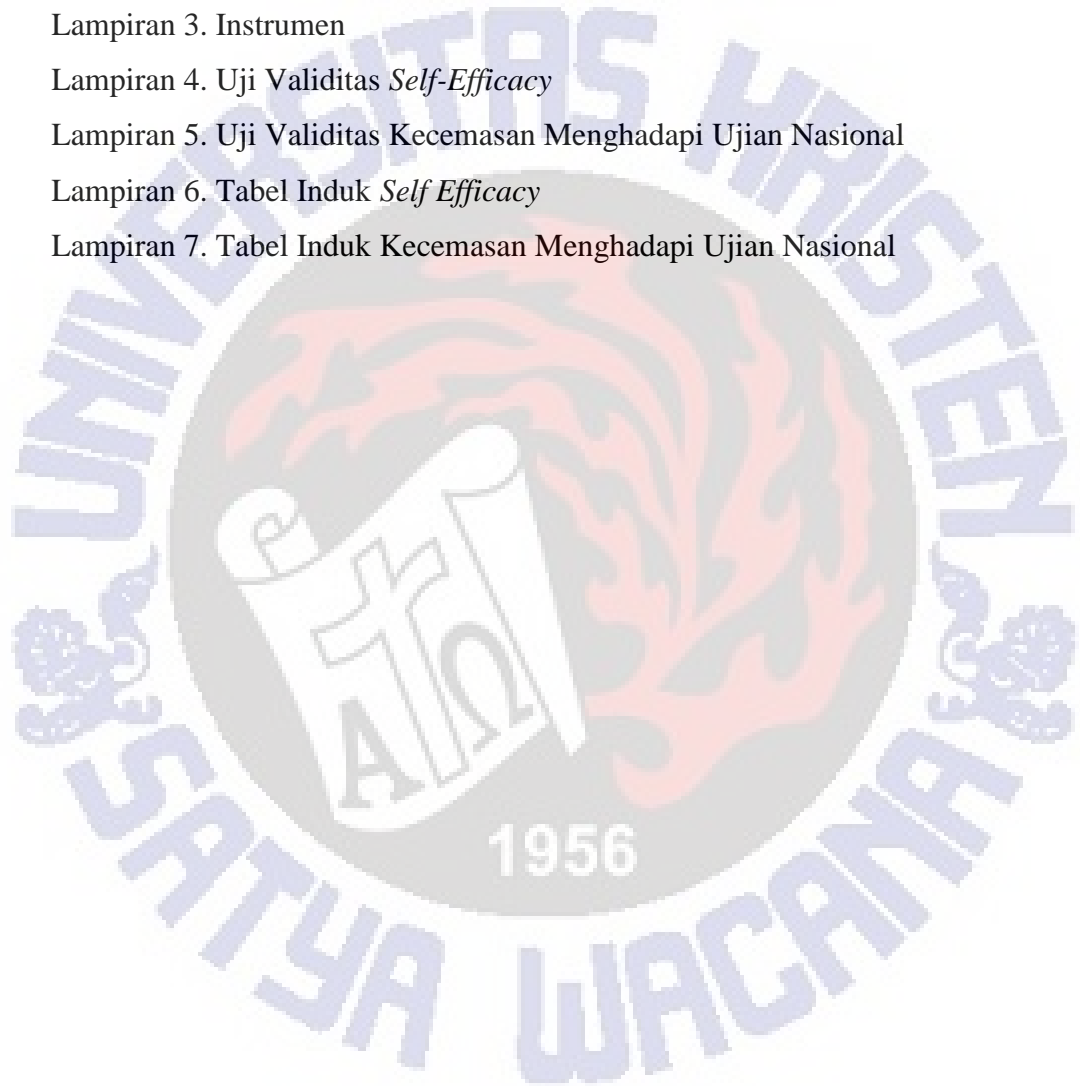 Lampiran 3. Instrumen
Lampiran 4. Uji Validitas Self-Efficacy
Lampiran 5. Uji Validitas Kecemasan Menghadapi Ujian Nasional
Lampiran 6. Tabel Induk Self Efficacy
Lampiran 7. Tabel Induk Kecemasan Menghadapi Ujian Nasional
UNIVERSITAS KRISTEN
ΑΩ
1956
SATYA WACANA